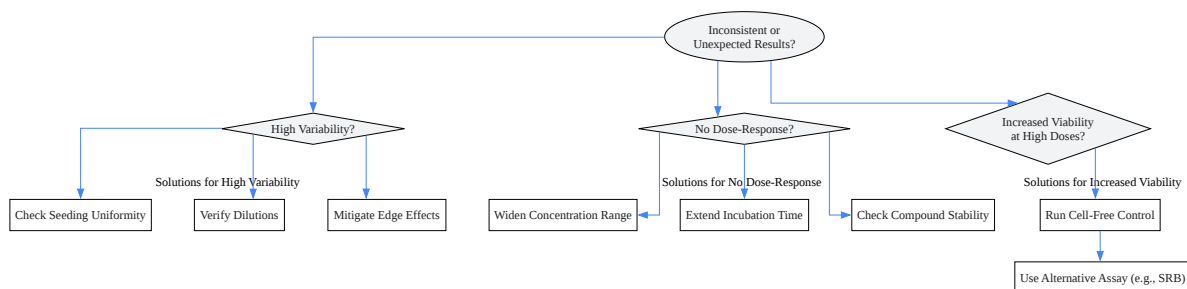 Inconsistent or
Unexpected Results?
High Variability?
No Dose-Response?
Increased Viability
at High Doses?
Solutions for High Variability
Solutions for No Dose-Response
Solutions for Increased Viability
Check Seeding Uniformity
Verify Dilutions
Mitigate Edge Effects
Widen Concentration Range
Extend Incubation Time
Check Compound Stability
Run Cell-Free Control
Use Alternative Assay (e.g., SRB)